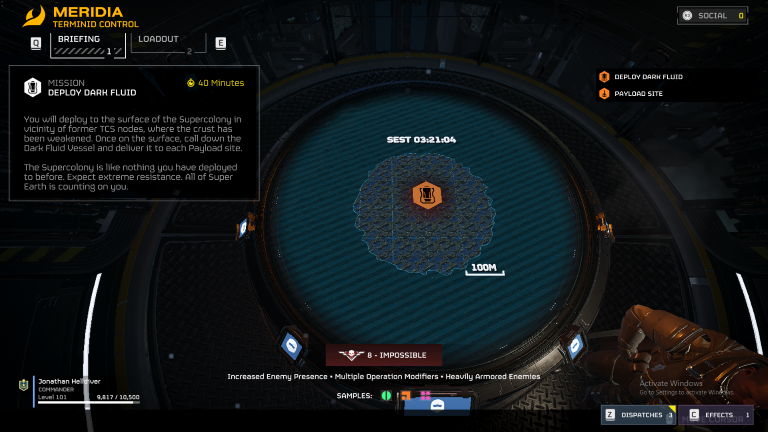 MERIDIA
TERMINID CONTROL
SOCIAL 0
Q BRIEFING 1 LOADOUT 2 E
MISSION
DEPLOY DARK FLUID
40 Minutes
You will deploy to the surface of the Supercolony in
vicinity of former TCS nodes, where the crust has
been weakened. Once on the surface, call down the
Dark Fluid Vessel and deliver it to each Payload site.
The Supercolony is like nothing you have deployed
to before. Expect extreme resistance. All of Super
Earth is counting on you.
DEPLOY DARK FLUID
PAYLOAD SITE
SEST 03:21:04
100M
8 - IMPOSSIBLE
Increased Enemy Presence • Multiple Operation Modifiers • Heavily Armored Enemies
SAMPLES:
Jonathan Helldiver
COMMANDER
Level 101 9,817 / 10,500
Activate Windows
Go to Settings to activate Windows.
Z DISPATCHES 3 C EFFECTS 1
MOVE CURSOR